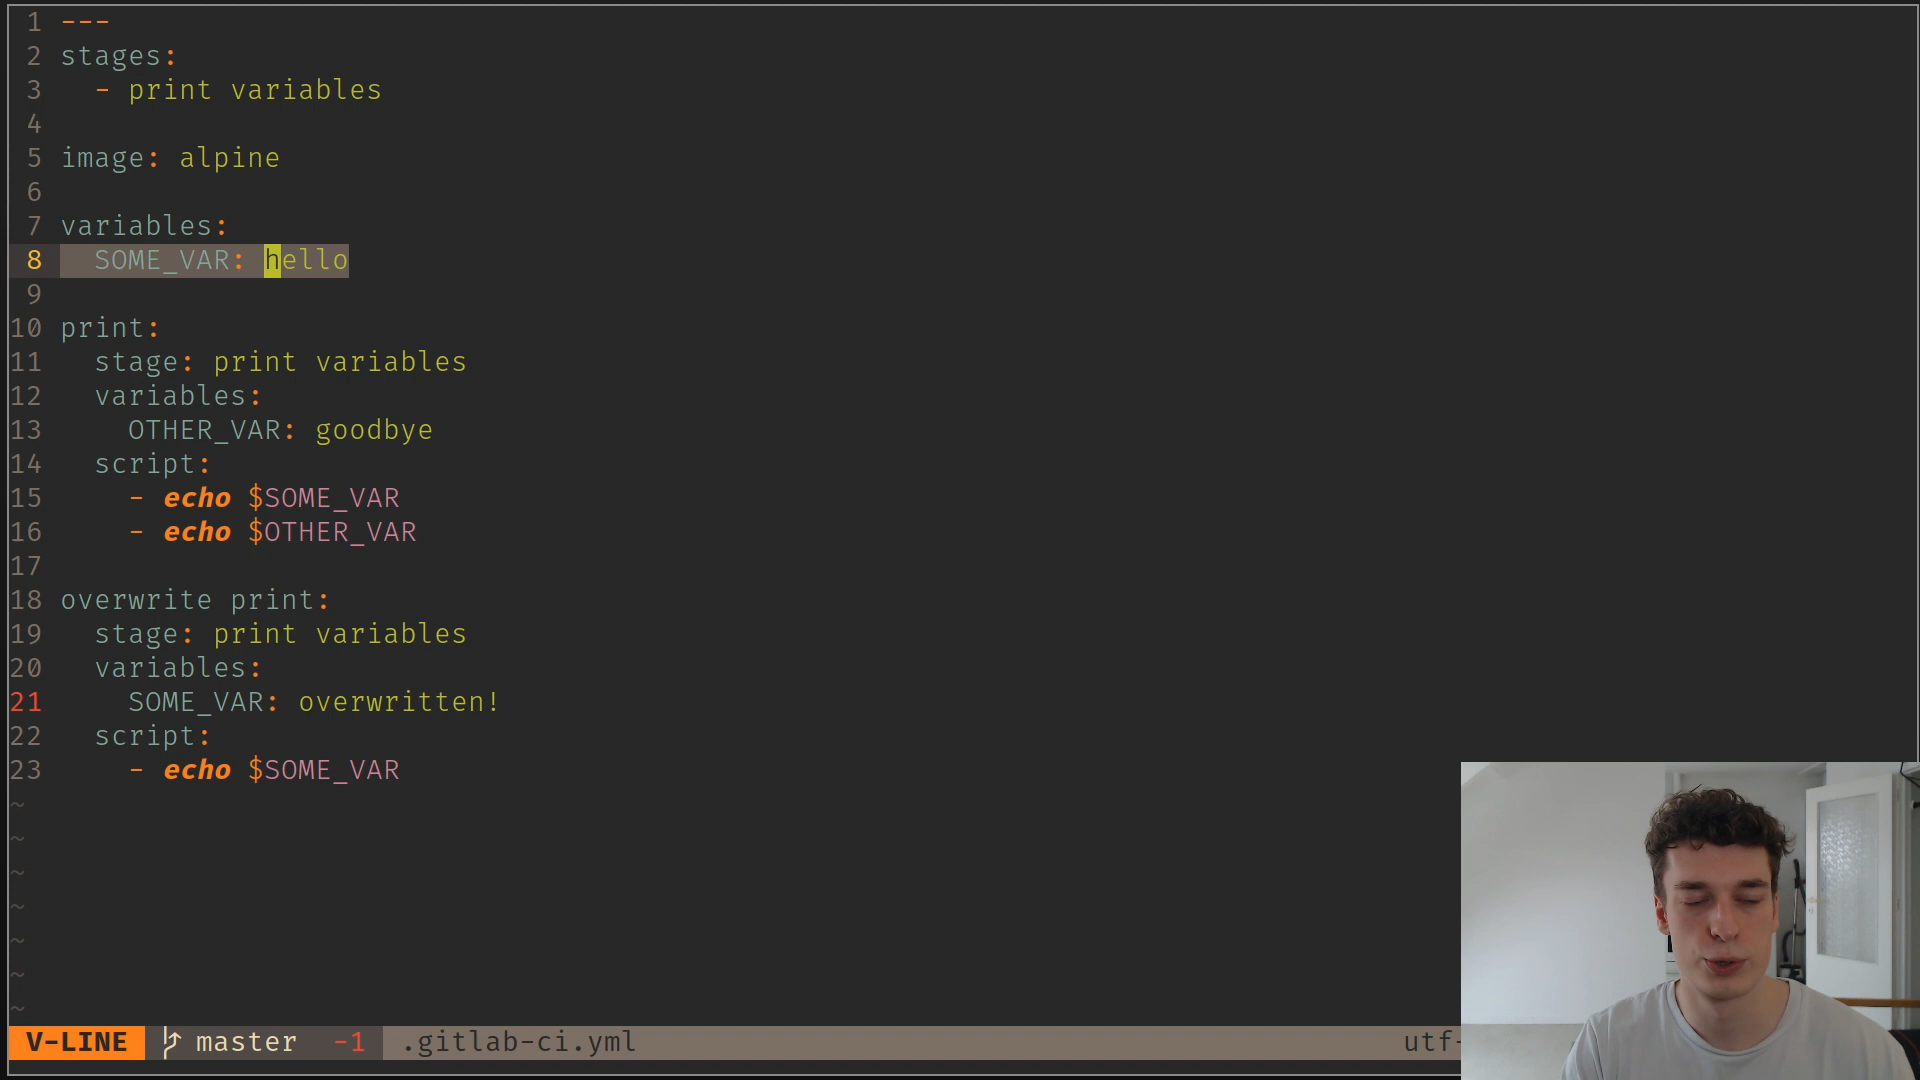 1 ---
2 stages:
3   - print variables
4
5 image: alpine
6
7 variables:
8   SOME_VAR: hello
9
10 print:
11   stage: print variables
12   variables:
13     OTHER_VAR: goodbye
14   script:
15     - echo $SOME_VAR
16     - echo $OTHER_VAR
17
18 overwrite print:
19   stage: print variables
20   variables:
21     SOME_VAR: overwritten!
22   script:
23     - echo $SOME_VAR
~
~
~
~
~
~
~
V-LINE master -1 .gitlab-ci.yml utf-